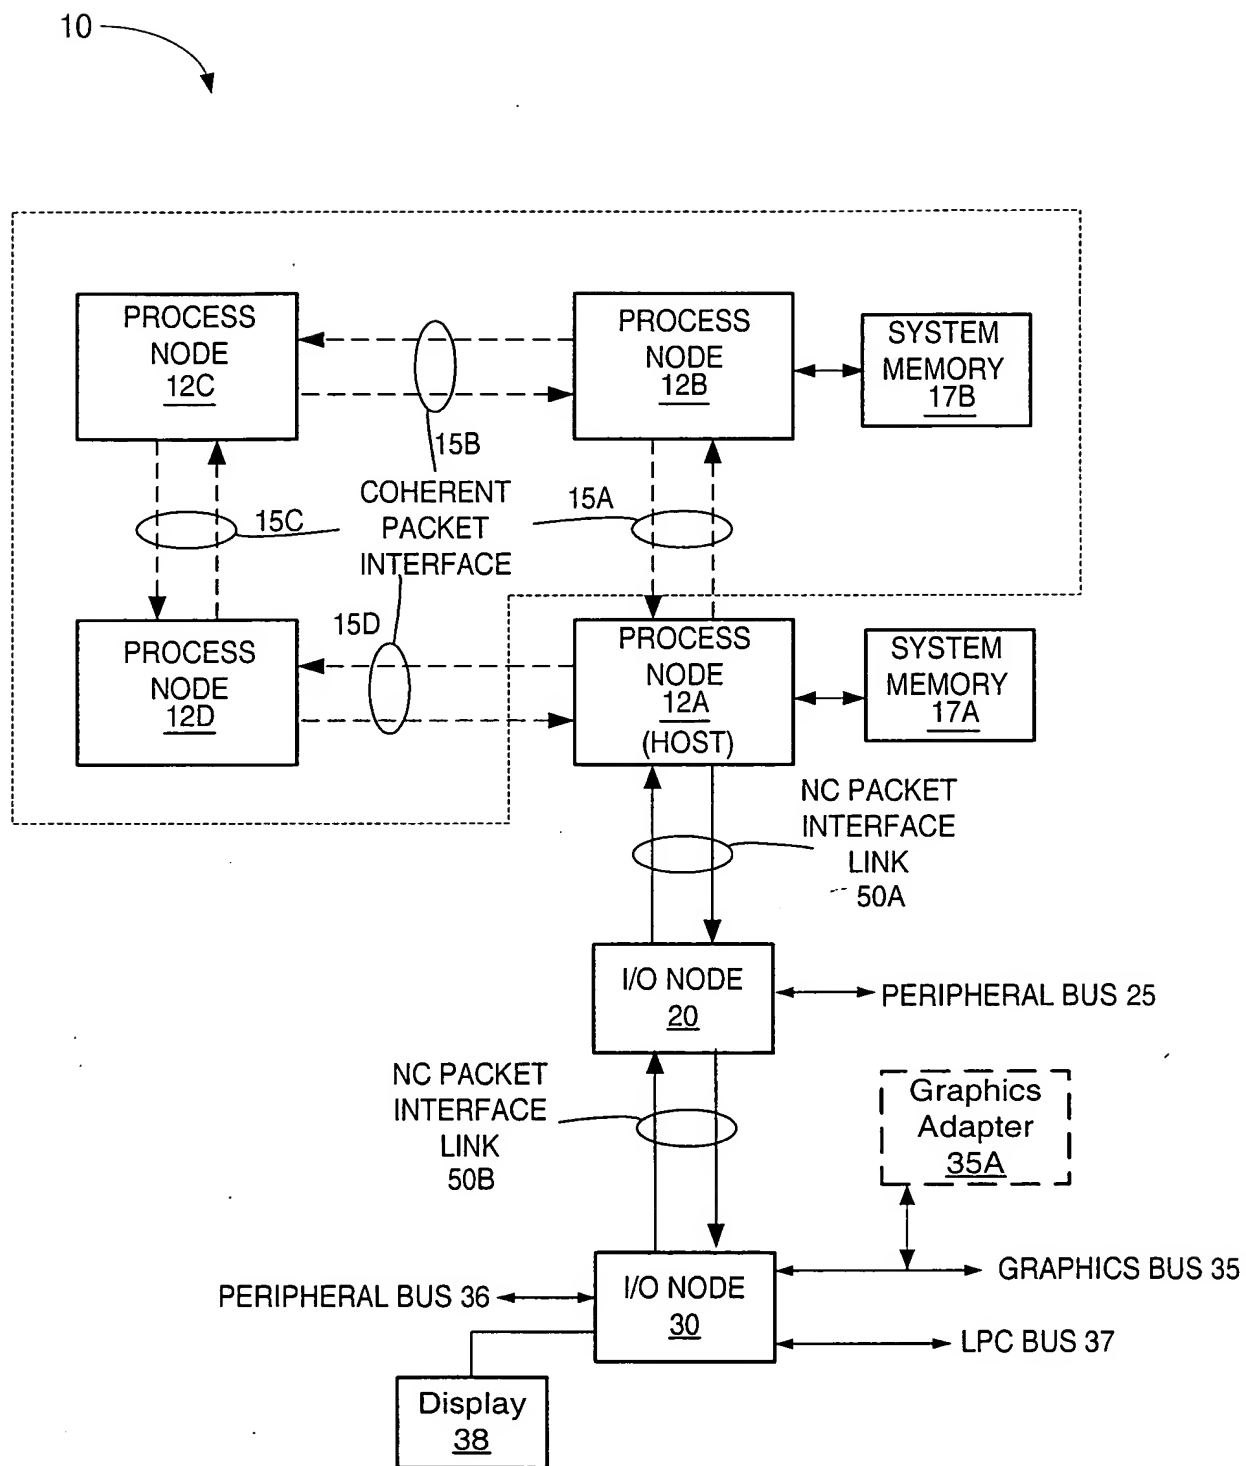 10
PROCESS
NODE
12C
PROCESS
NODE
12B
SYSTEM
MEMORY
17B
15B
COHERENT
PACKET
INTERFACE
15A
15C
15D
PROCESS
NODE
12D
PROCESS
NODE
12A
(HOST)
SYSTEM
MEMORY
17A
NC PACKET
INTERFACE
LINK
50A
I/O NODE
20
PERIPHERAL BUS 25
NC PACKET
INTERFACE
LINK
50B
Graphics
Adapter
35A
I/O NODE
30
GRAPHICS BUS 35
PERIPHERAL BUS 36
LPC BUS 37
Display
38